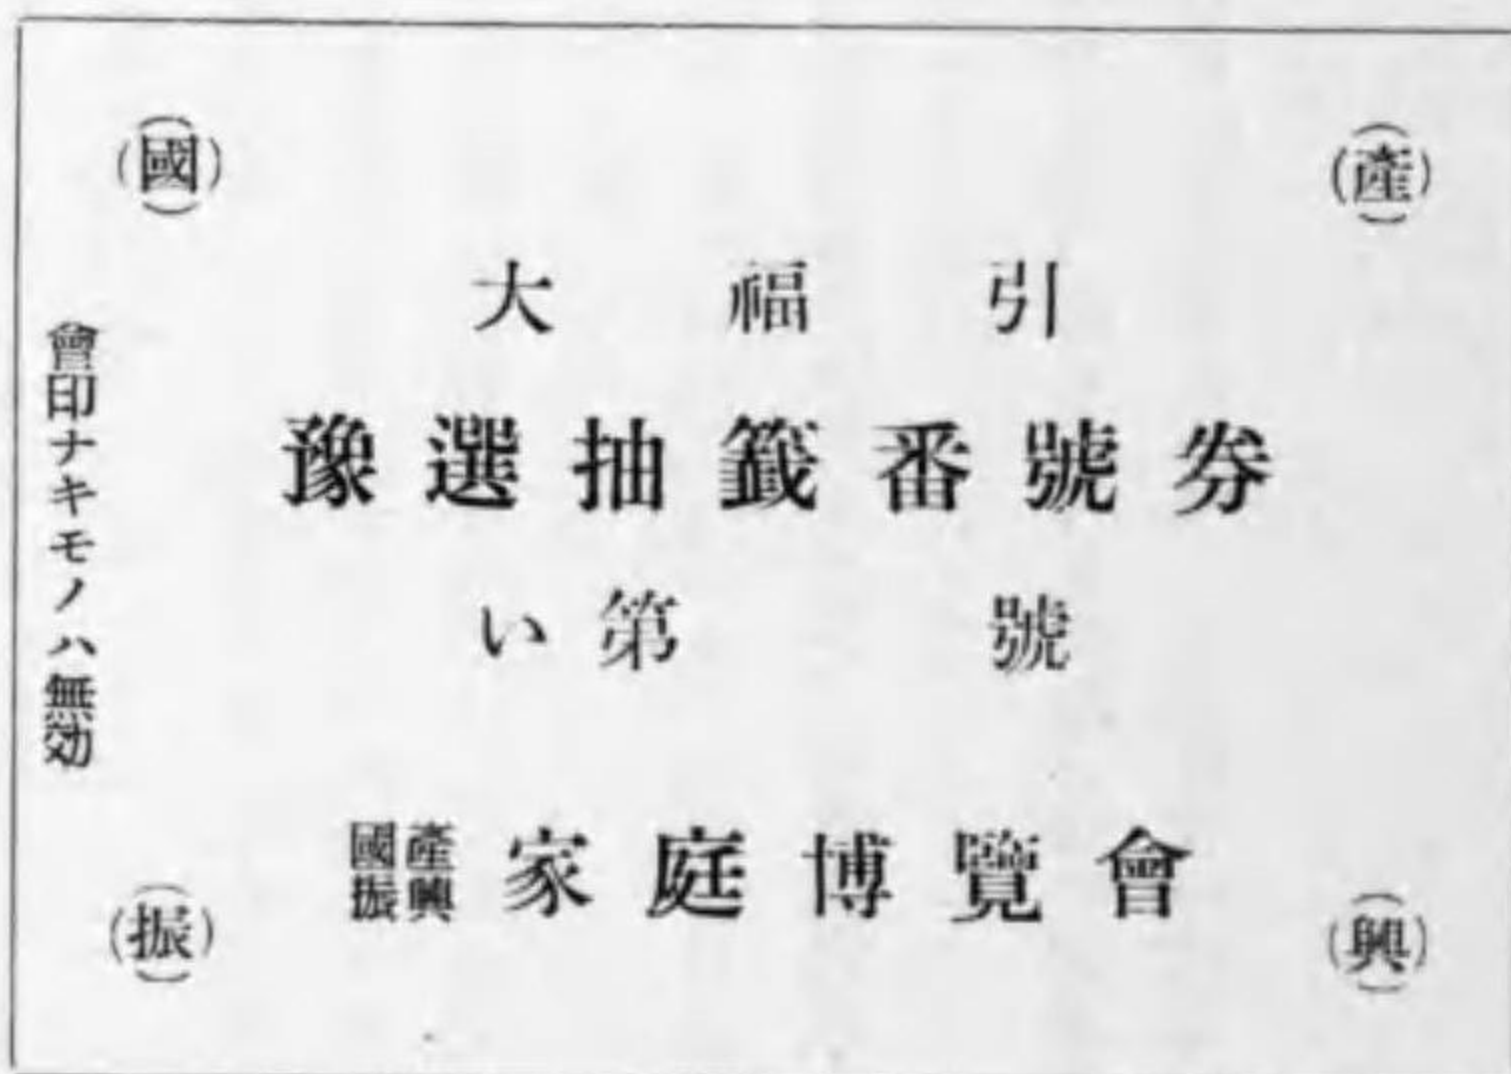 (國) (產)
大福引
豫選抽籤番號券
い第 號
會印ナキモノハ無効
國產振興 家庭博覽會
(振) (興)